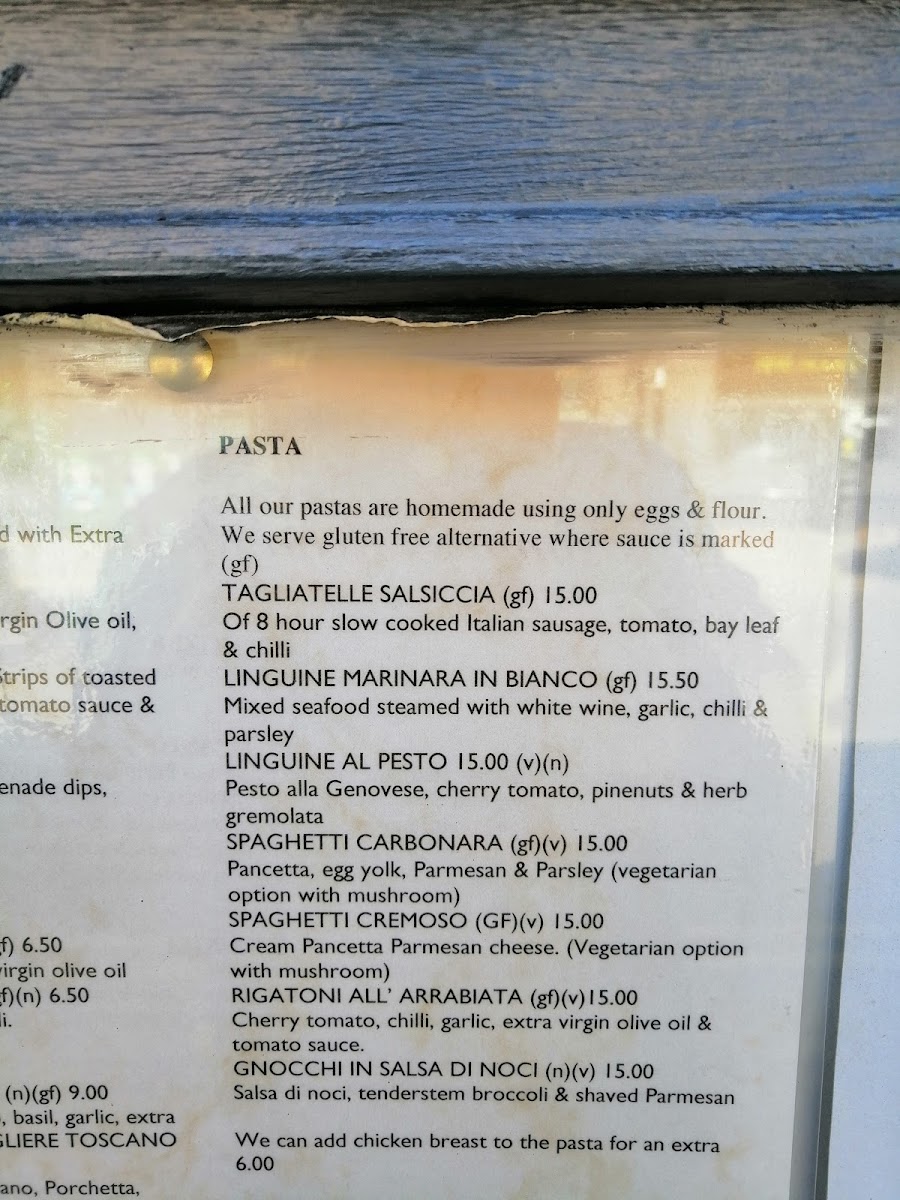 d with Extra
rgin Olive oil,
Strips of toasted
tomato sauce &
enade dips,
f) 6.50
virgin olive oil
f)(n) 6.50
li.
(n)(gf) 9.00
, basil, garlic, extra
GLIERE TOSCANO
ano, Porchetta,
PASTA
All our pastas are homemade using only eggs & flour.
We serve gluten free alternative where sauce is marked
(gf)
TAGLIATELLE SALSICCIA (gf) 15.00
Of 8 hour slow cooked Italian sausage, tomato, bay leaf
& chilli
LINGUINE MARINARA IN BIANCO (gf) 15.50
Mixed seafood steamed with white wine, garlic, chilli &
parsley
LINGUINE AL PESTO 15.00 (v)(n)
Pesto alla Genovese, cherry tomato, pinenuts & herb
gremolata
SPAGHETTI CARBONARA (gf)(v) 15.00
Pancetta, egg yolk, Parmesan & Parsley (vegetarian
option with mushroom)
SPAGHETTI CREMOSO (GF)(v) 15.00
Cream Pancetta Parmesan cheese. (Vegetarian option
with mushroom)
RIGATONI ALL' ARRABIATA (gf)(v)15.00
Cherry tomato, chilli, garlic, extra virgin olive oil &
tomato sauce.
GNOCCHI IN SALSA DI NOCI (n)(v) 15.00
Salsa di noci, tenderstem broccoli & shaved Parmesan
We can add chicken breast to the pasta for an extra
6.00